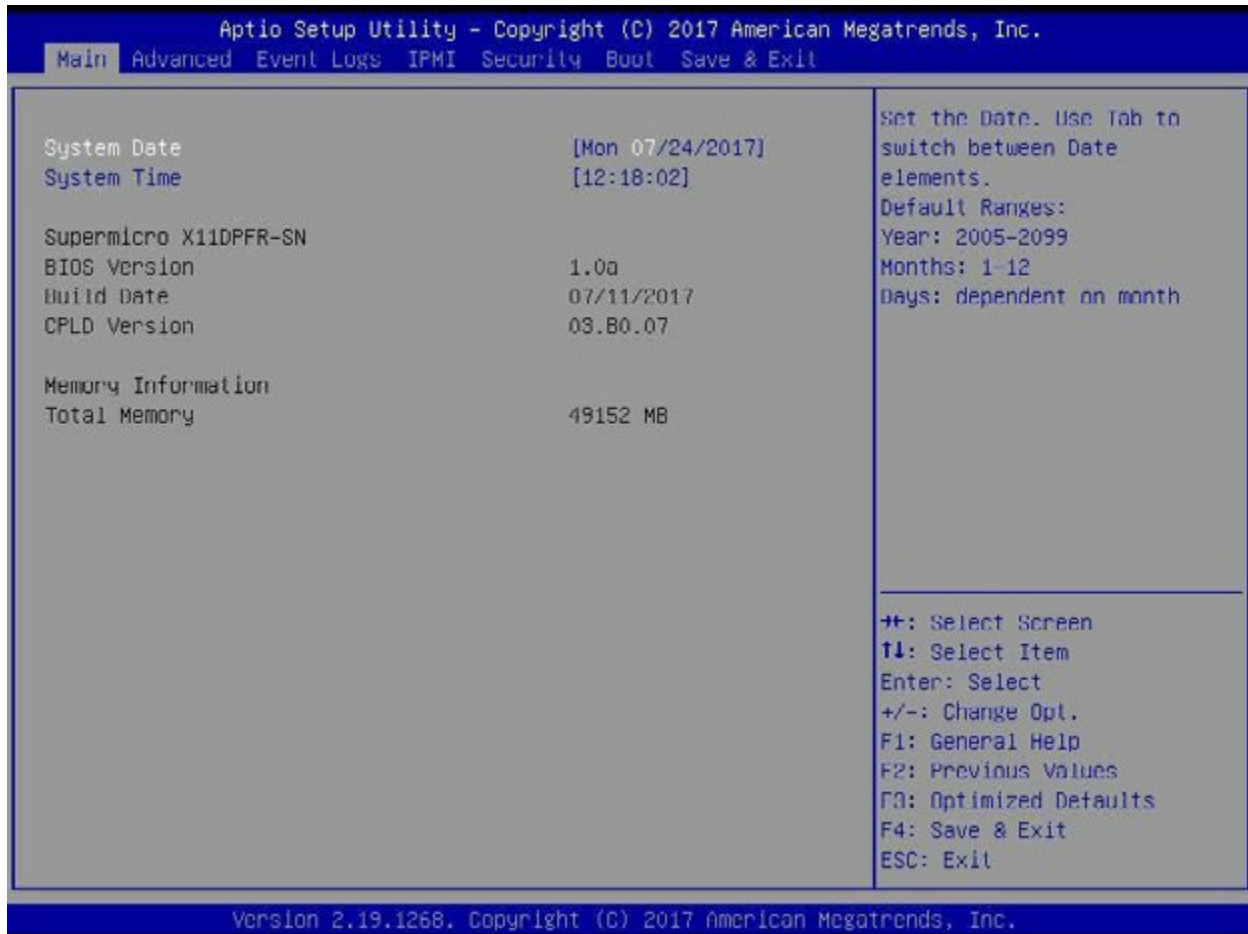 Aptio Setup Utility – Copyright (C) 2017 American Megatrends, Inc.
Main Advanced Event Logs IPMI Security Boot Save & Exit
System Date [Mon 07/24/2017]
System Time [12:18:02]
Supermicro X11DPFR-SN
BIOS Version 1.0a
Build Date 07/11/2017
CPLD Version 03.B0.07
Memory Information
Total Memory 49152 MB
Set the Date. Use Tab to
switch between Date
elements.
Default Ranges:
Year: 2005-2099
Months: 1-12
Days: dependent on month
→←: Select Screen
↑↓: Select Item
Enter: Select
+/-: Change Opt.
F1: General Help
F2: Previous Values
F3: Optimized Defaults
F4: Save & Exit
ESC: Exit
Version 2.19.1268. Copyright (C) 2017 American Megatrends, Inc.